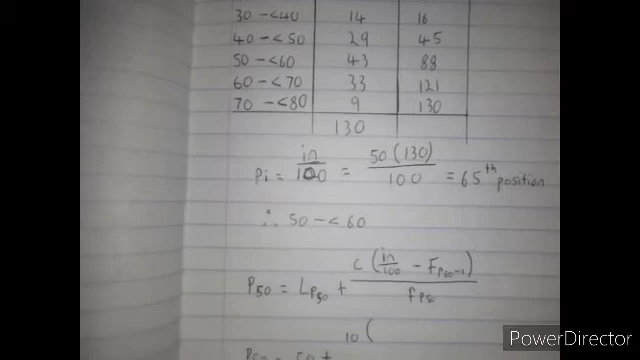 30 -<40 14 16
40 -<50 29 45
50 -<60 43 88
60 -<70 33 121
70 -<80 9 130
130
Pi = in/100 = 50(130)/100 = 65th position
∴ 50 -<60
P50 = LP50 + c(in/100 - FP50-1)/fP50
10 (
P50 = 50 +
PowerDirector